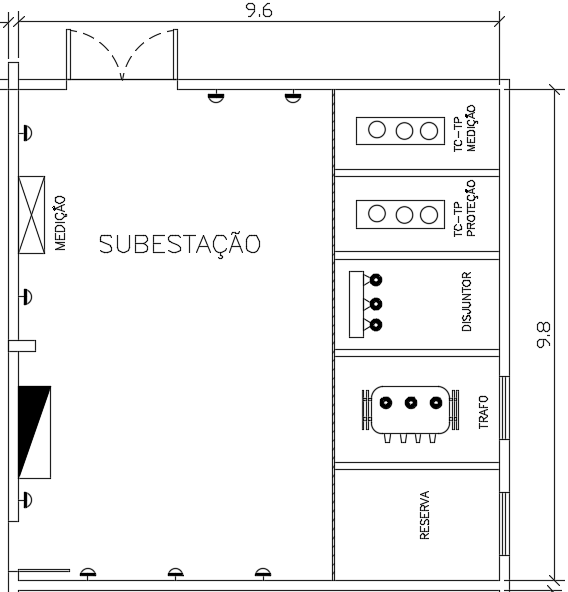 9.6
TC-TP
MEDIÇÃO
MEDIÇÃO
SUBESTAÇÃO
TC-TP
PROTEÇÃO
DISJUNTOR
9.8
TRAFO
RESERVA